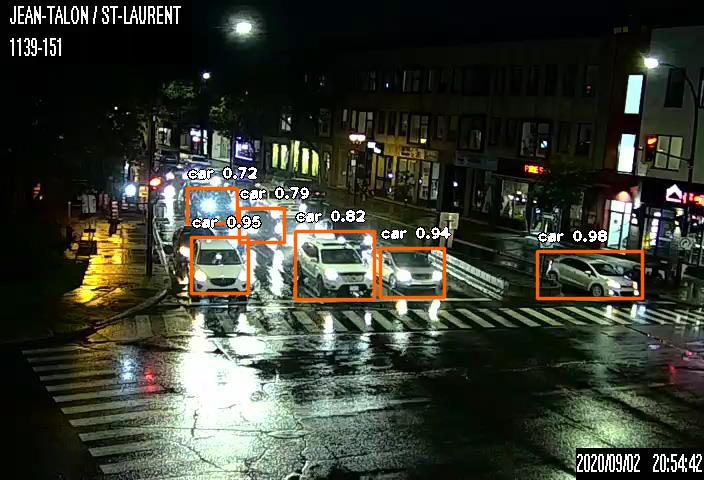 JEAN-TALON / ST-LAURENT
1139-151
car 0.72
car 0.79
car 0.95
car 0.82
car 0.94
car 0.98
2020/09/02 20:54:42